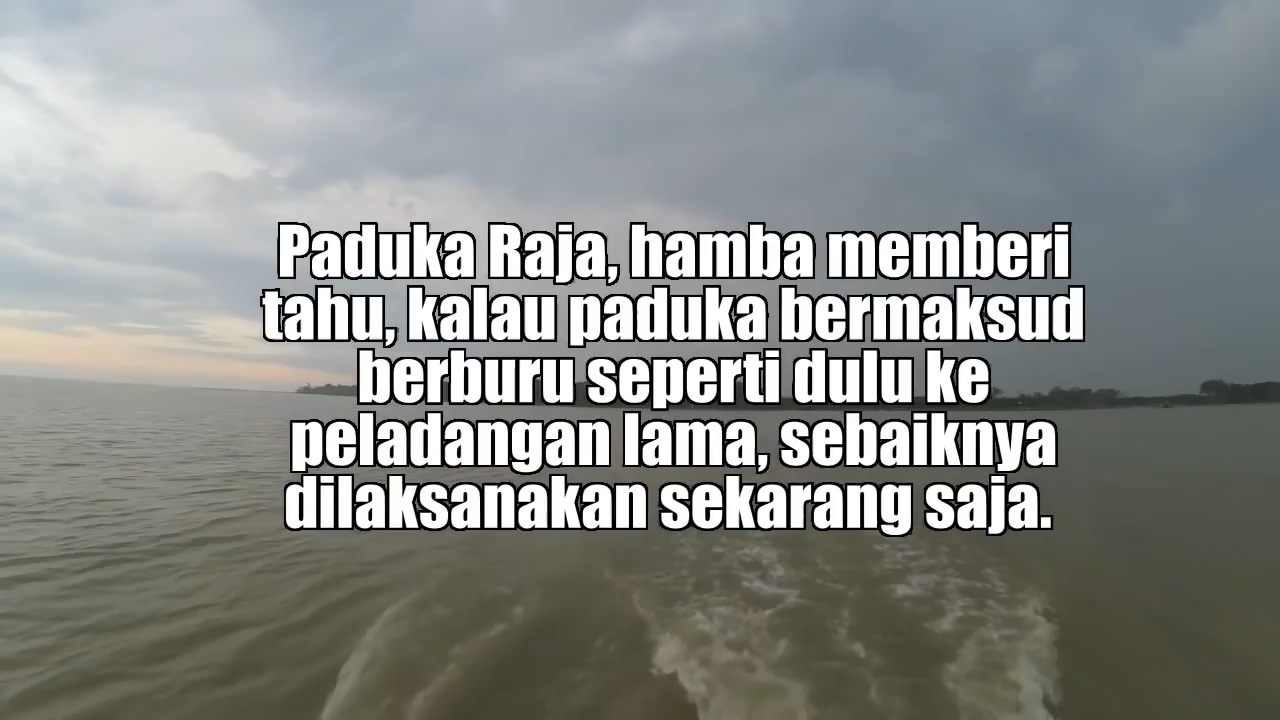 Paduka Raja, hamba memberi
tahu, kalau paduka bermaksud
berburu seperti dulu ke
peladangan lama, sebaiknya
dilaksanakan sekarang saja.